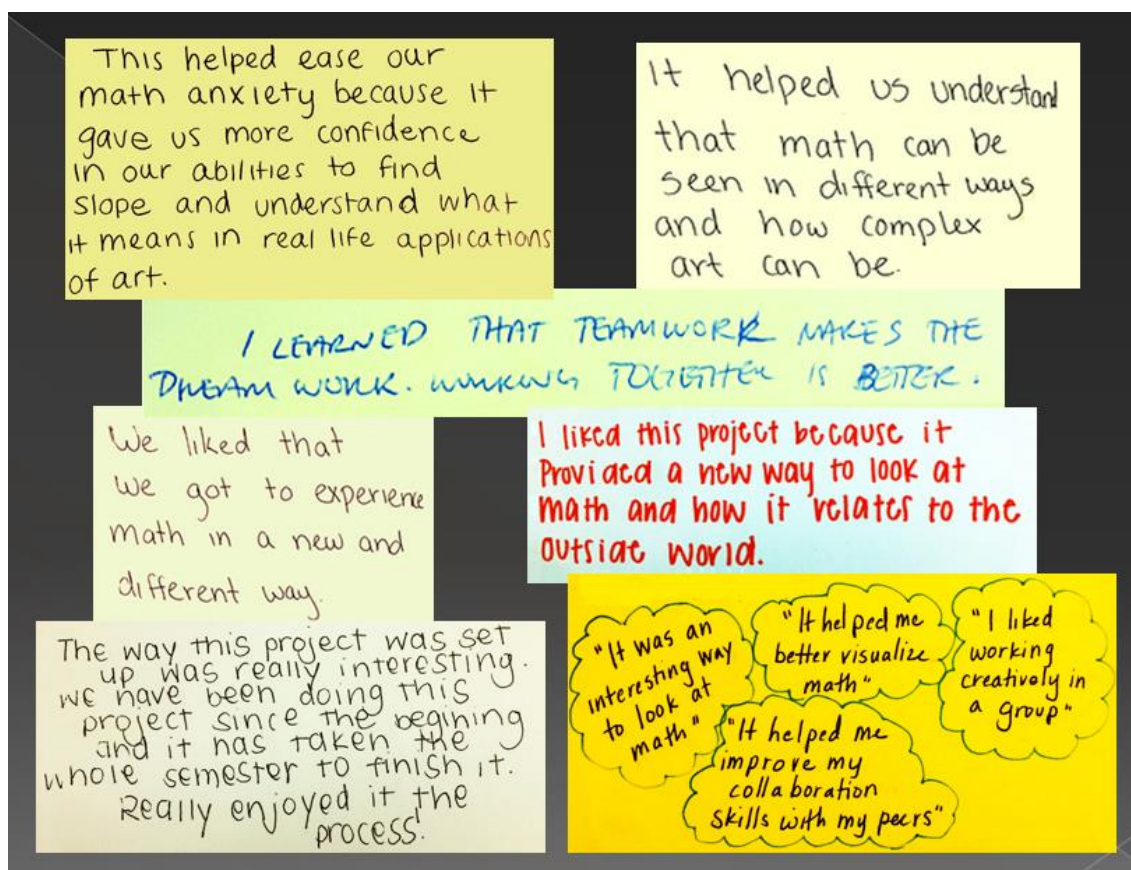 This helped ease our
math anxiety because it
gave us more confidence
in our abilities to find
slope and understand what
it means in real life applications
of art.
It helped us understand
that math can be
seen in different ways
and how complex
art can be.
I LEARNED THAT TEAMWORK MAKES THE
DREAM WORK. WORKING TOGETHER IS BETTER.
We liked that
we got to experience
math in a new and
different way.
I liked this project because it
Provided a new way to look at
math and how it relates to the
outside world.
The way this project was set
up was really interesting.
we have been doing this
project since the begining
and it has taken the
whole semester to finish it.
Really enjoyed it the
process!
"It was an
interesting way
to look at
math"
"It helped me
better visualize
math"
"I liked
working
creatively in
a group"
"It helped me
improve my
collaboration
skills with my peers"